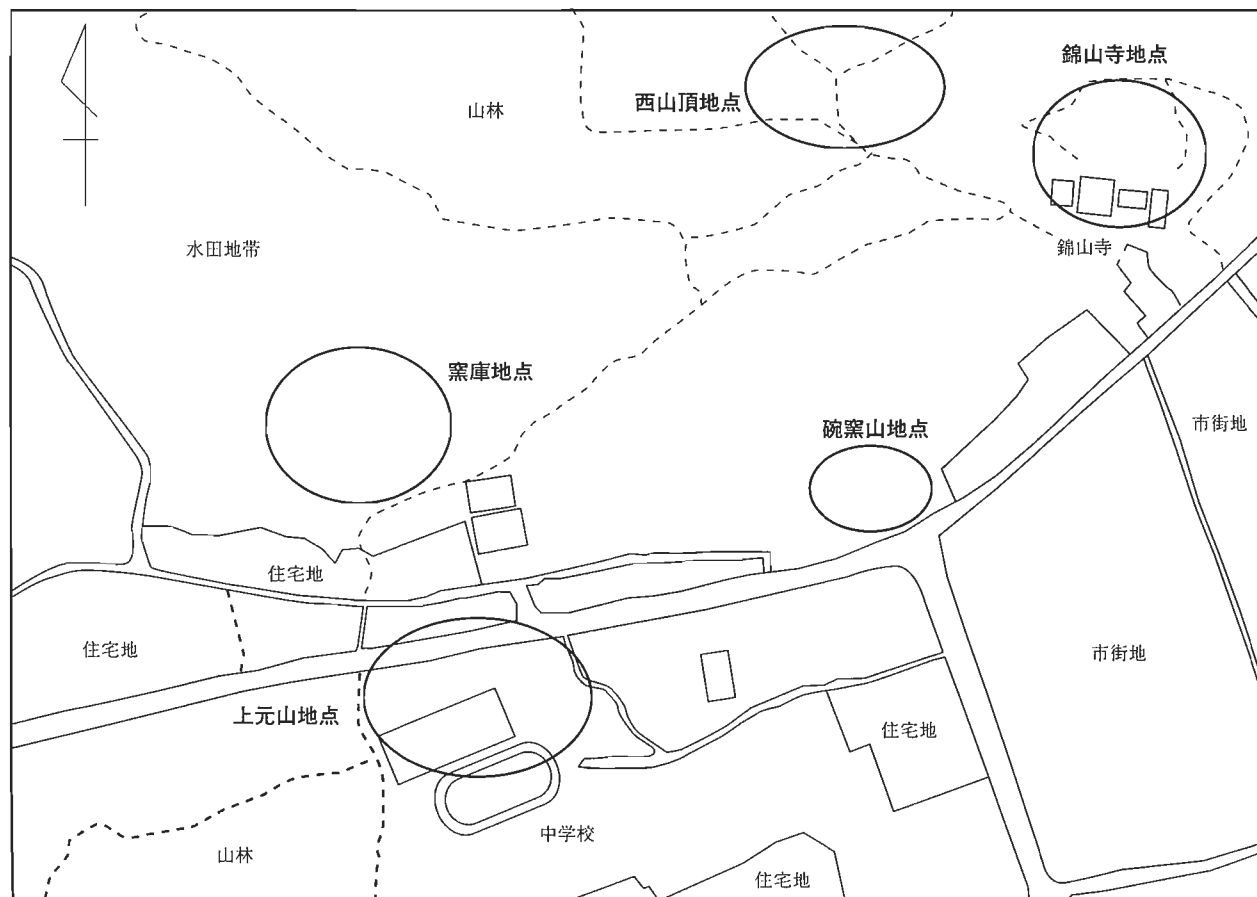 錦山寺地点
西山頂地点
山林
水田地帯
錦山寺
窯庫地点
碗窯山地点
市街地
住宅地
住宅地
市街地
上元山地点
住宅地
中学校
山林
住宅地